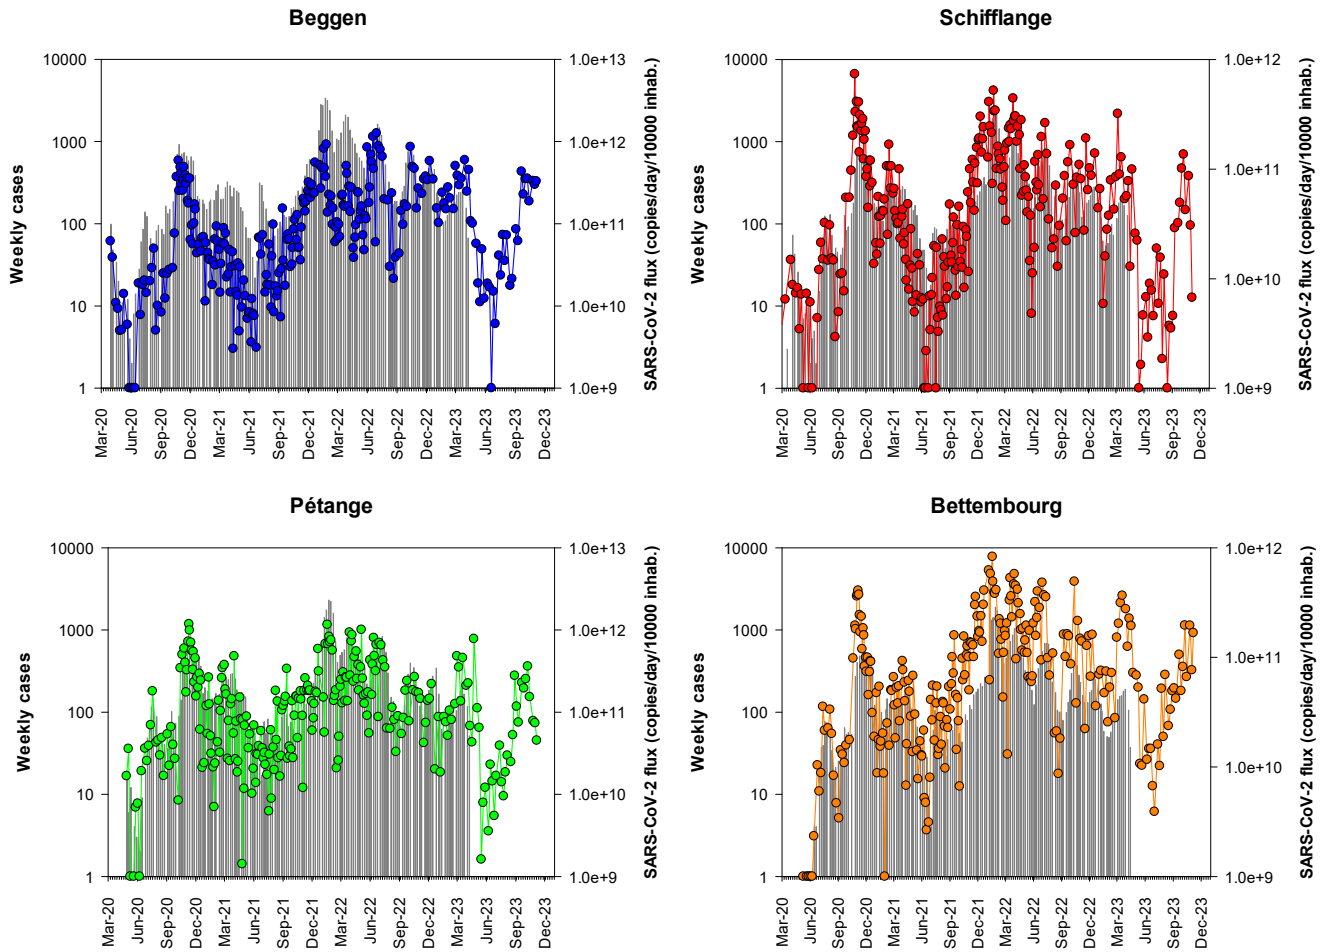 Beggen
10000
1000
100
10
1
Weekly cases
1.0e+13
1.0e+12
1.0e+11
1.0e+10
1.0e+9
SARS-CoV-2 flux (copies/day/10000 inhab.)
Mar-20
Jun-20
Sep-20
Dec-20
Mar-21
Jun-21
Sep-21
Dec-21
Mar-22
Jun-22
Sep-22
Dec-22
Mar-23
Jun-23
Sep-23
Dec-23
Schifflange
10000
1000
100
10
1
Weekly cases
1.0e+12
1.0e+11
1.0e+10
1.0e+9
SARS-CoV-2 flux (copies/day/10000 inhab.)
Mar-20
Jun-20
Sep-20
Dec-20
Mar-21
Jun-21
Sep-21
Dec-21
Mar-22
Jun-22
Sep-22
Dec-22
Mar-23
Jun-23
Sep-23
Dec-23
Pétange
10000
1000
100
10
1
Weekly cases
1.0e+13
1.0e+12
1.0e+11
1.0e+10
1.0e+9
SARS-CoV-2 flux (copies/day/10000 inhab.)
Mar-20
Jun-20
Sep-20
Dec-20
Mar-21
Jun-21
Sep-21
Dec-21
Mar-22
Jun-22
Sep-22
Dec-22
Mar-23
Jun-23
Sep-23
Dec-23
Bettembourg
10000
1000
100
10
1
Weekly cases
1.0e+12
1.0e+11
1.0e+10
1.0e+9
SARS-CoV-2 flux (copies/day/10000 inhab.)
Mar-20
Jun-20
Sep-20
Dec-20
Mar-21
Jun-21
Sep-21
Dec-21
Mar-22
Jun-22
Sep-22
Dec-22
Mar-23
Jun-23
Sep-23
Dec-23